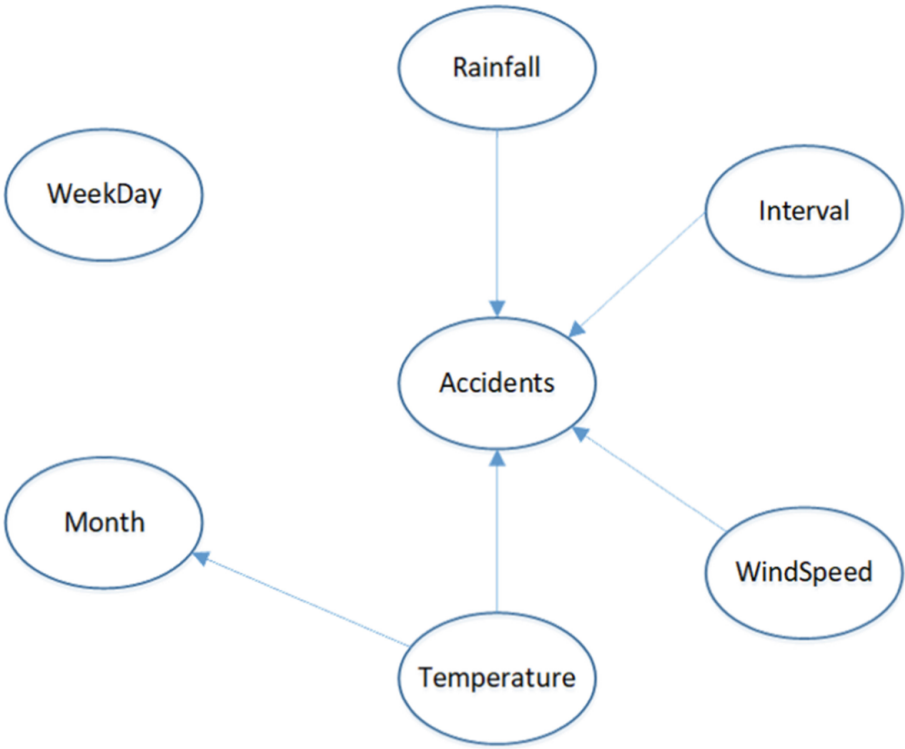 Rainfall
WeekDay
Interval
Accidents
Month
WindSpeed
Temperature